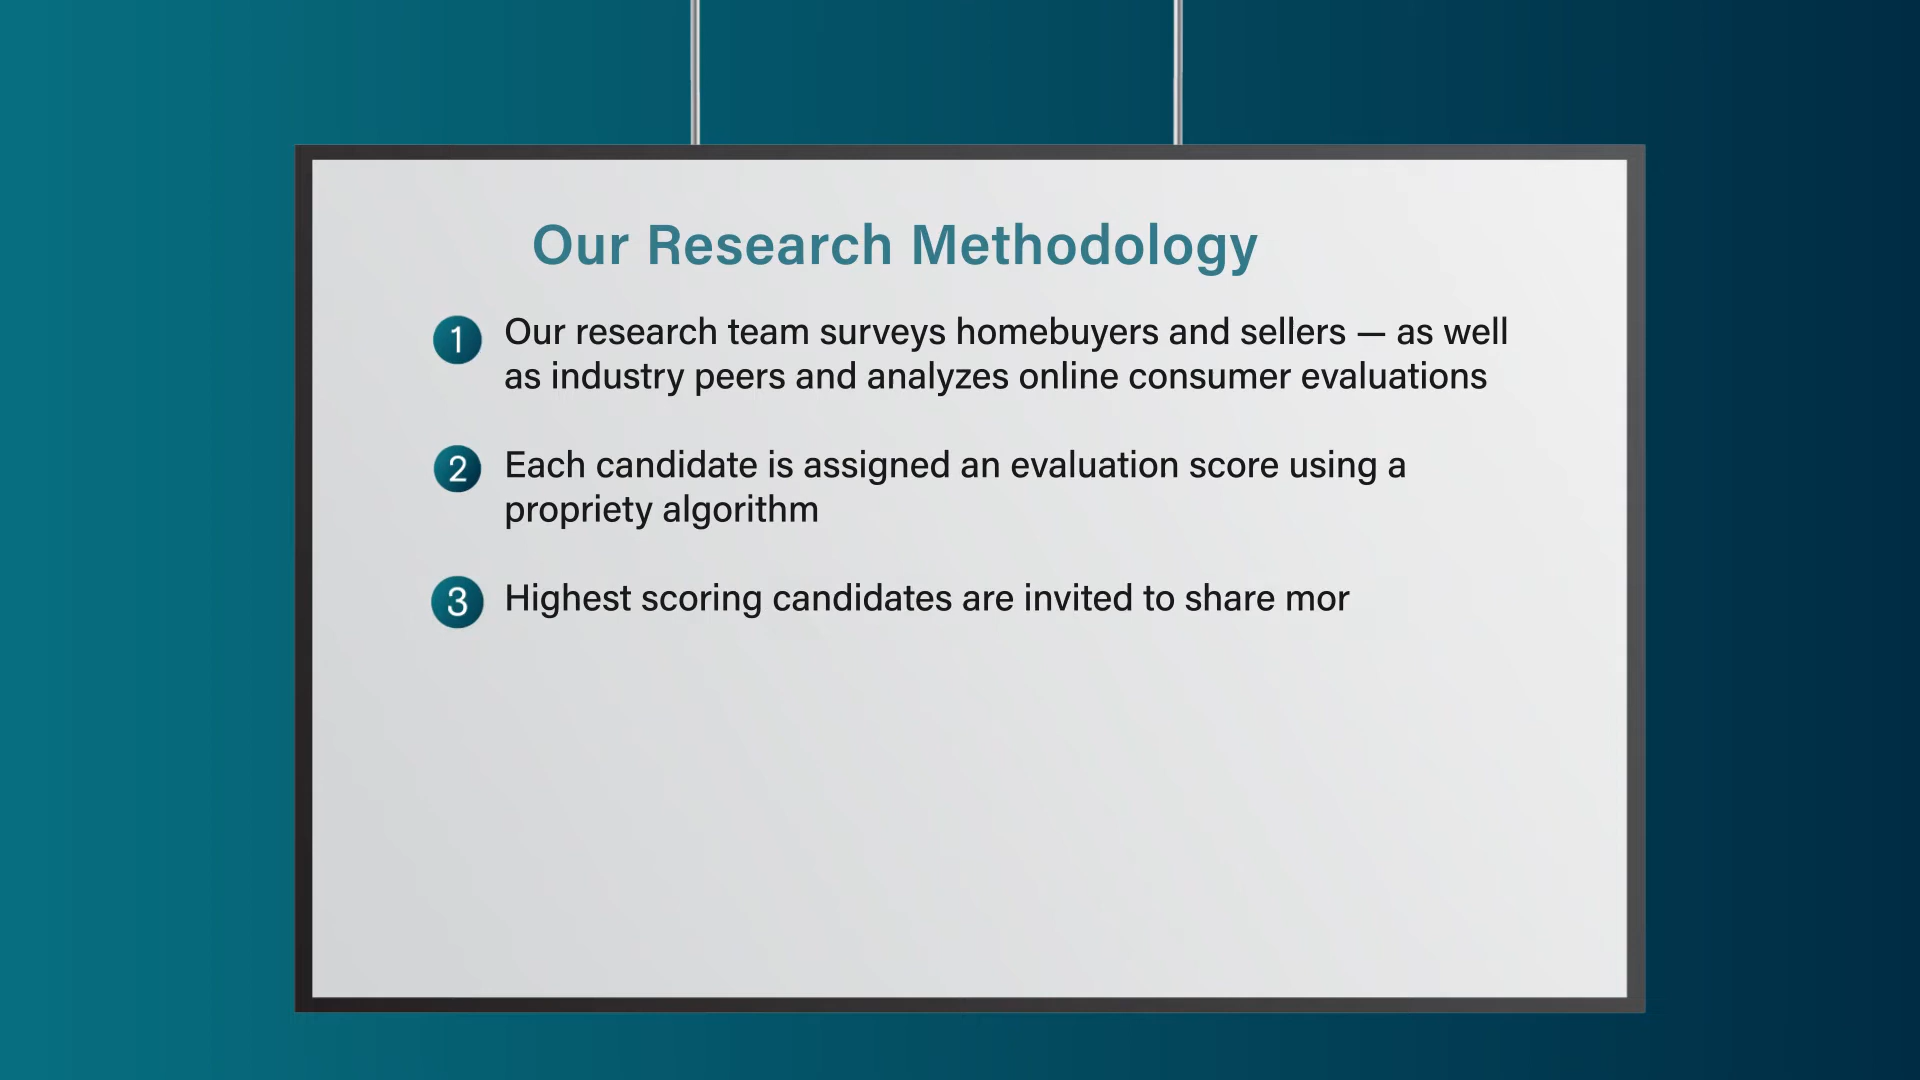 Our Research Methodology
1 Our research team surveys homebuyers and sellers — as well
as industry peers and analyzes online consumer evaluations
2 Each candidate is assigned an evaluation score using a
propriety algorithm
3 Highest scoring candidates are invited to share mor